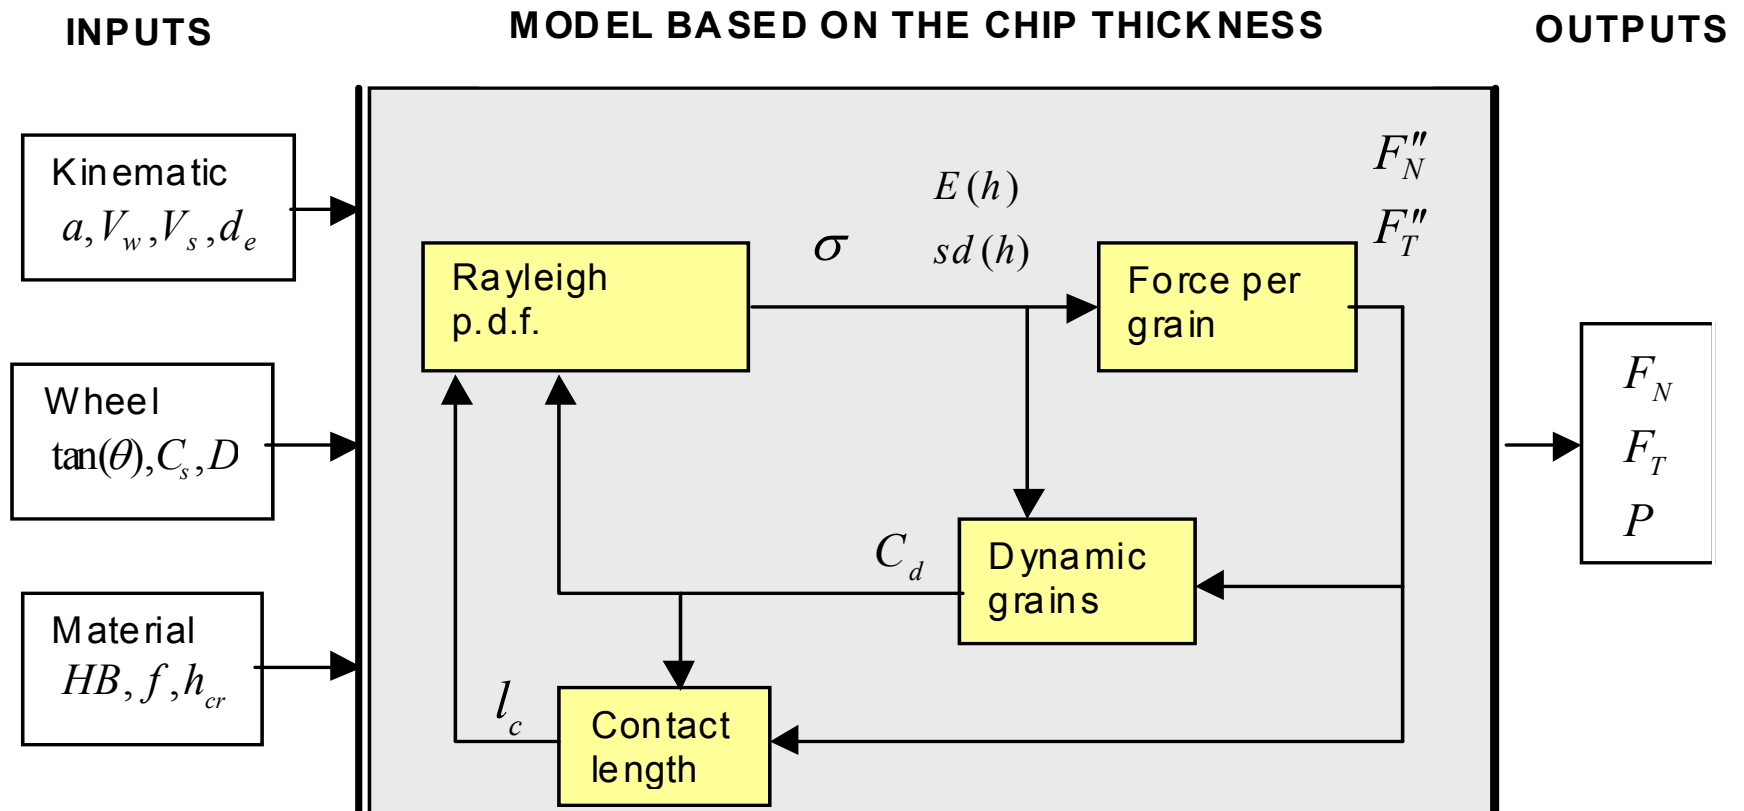 INPUTS
MODEL BASED ON THE CHIP THICKNESS
OUTPUTS
Kinematic
a, V_w, V_s, d_e
Wheel
tan(θ), C_s, D
Material
HB, f, h_cr
Rayleigh
p.d.f.
σ
E(h)
sd(h)
F''_N
F''_T
Force per
grain
C_d
Dynamic
grains
l_c
Contact
length
F_N
F_T
P